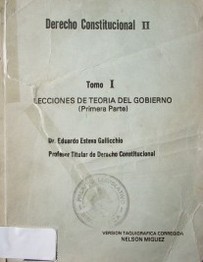 Derecho Constitucional II
Tomo I
LECCIONES DE TEORIA DEL GOBIERNO
(Primera Parte)
Dr. Eduardo Esteva Gallicchio
Profesor Titular de Derecho Constitucional
VERSION TAQUIGRAFICA CORREGIDA
NELSON MIGUEZ